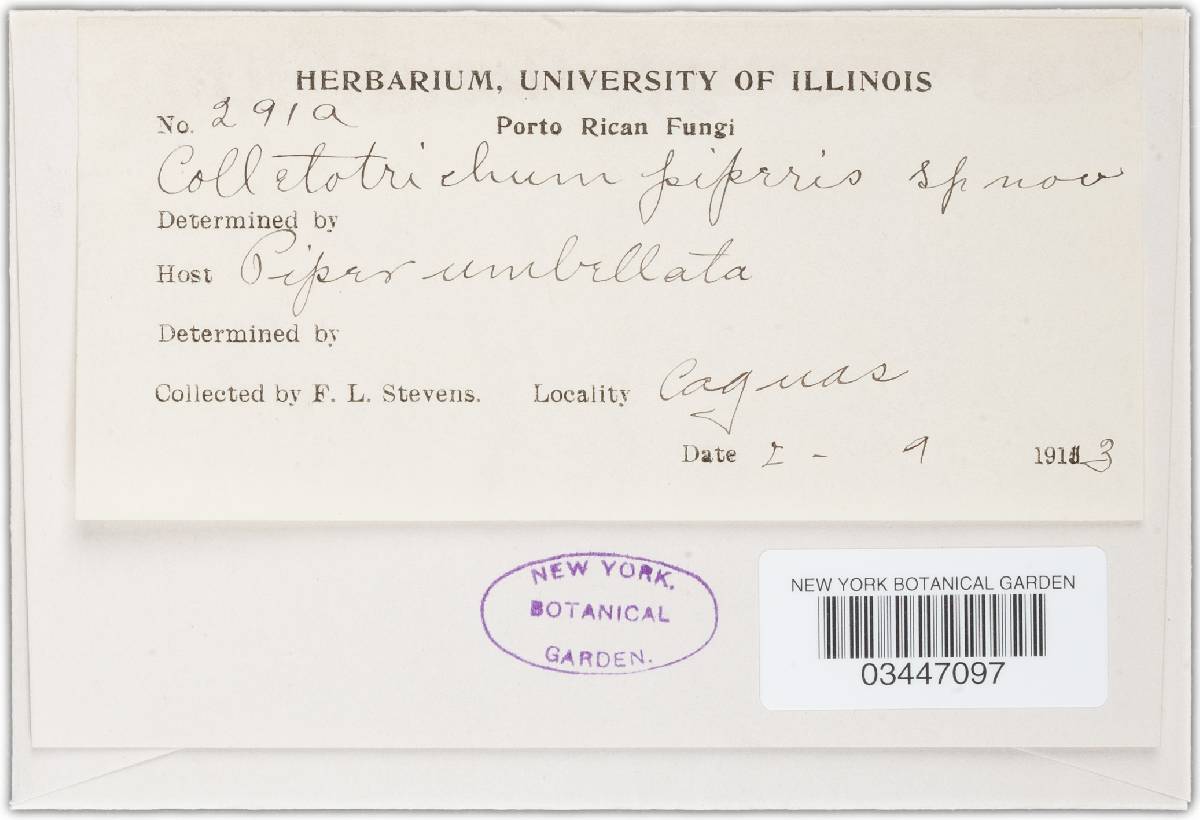 HERBARIUM, UNIVERSITY OF ILLINOIS
No. 291a Porto Rican Fungi
Colletotrichum piperis sp nov
Determined by
Host Piper umbellata
Determined by
Collected by F. L. Stevens. Locality Caguas
Date - 9 1913
NEW YORK,
BOTANICAL
GARDEN.
NEW YORK BOTANICAL GARDEN
03447097